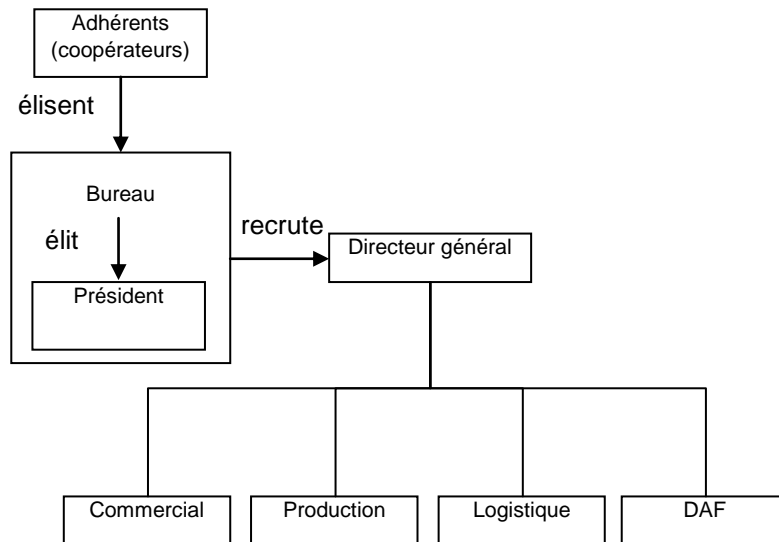 Adhérents
(coopérateurs)
élisent
Bureau
élit
Président
recrute
Directeur général
Commercial
Production
Logistique
DAF